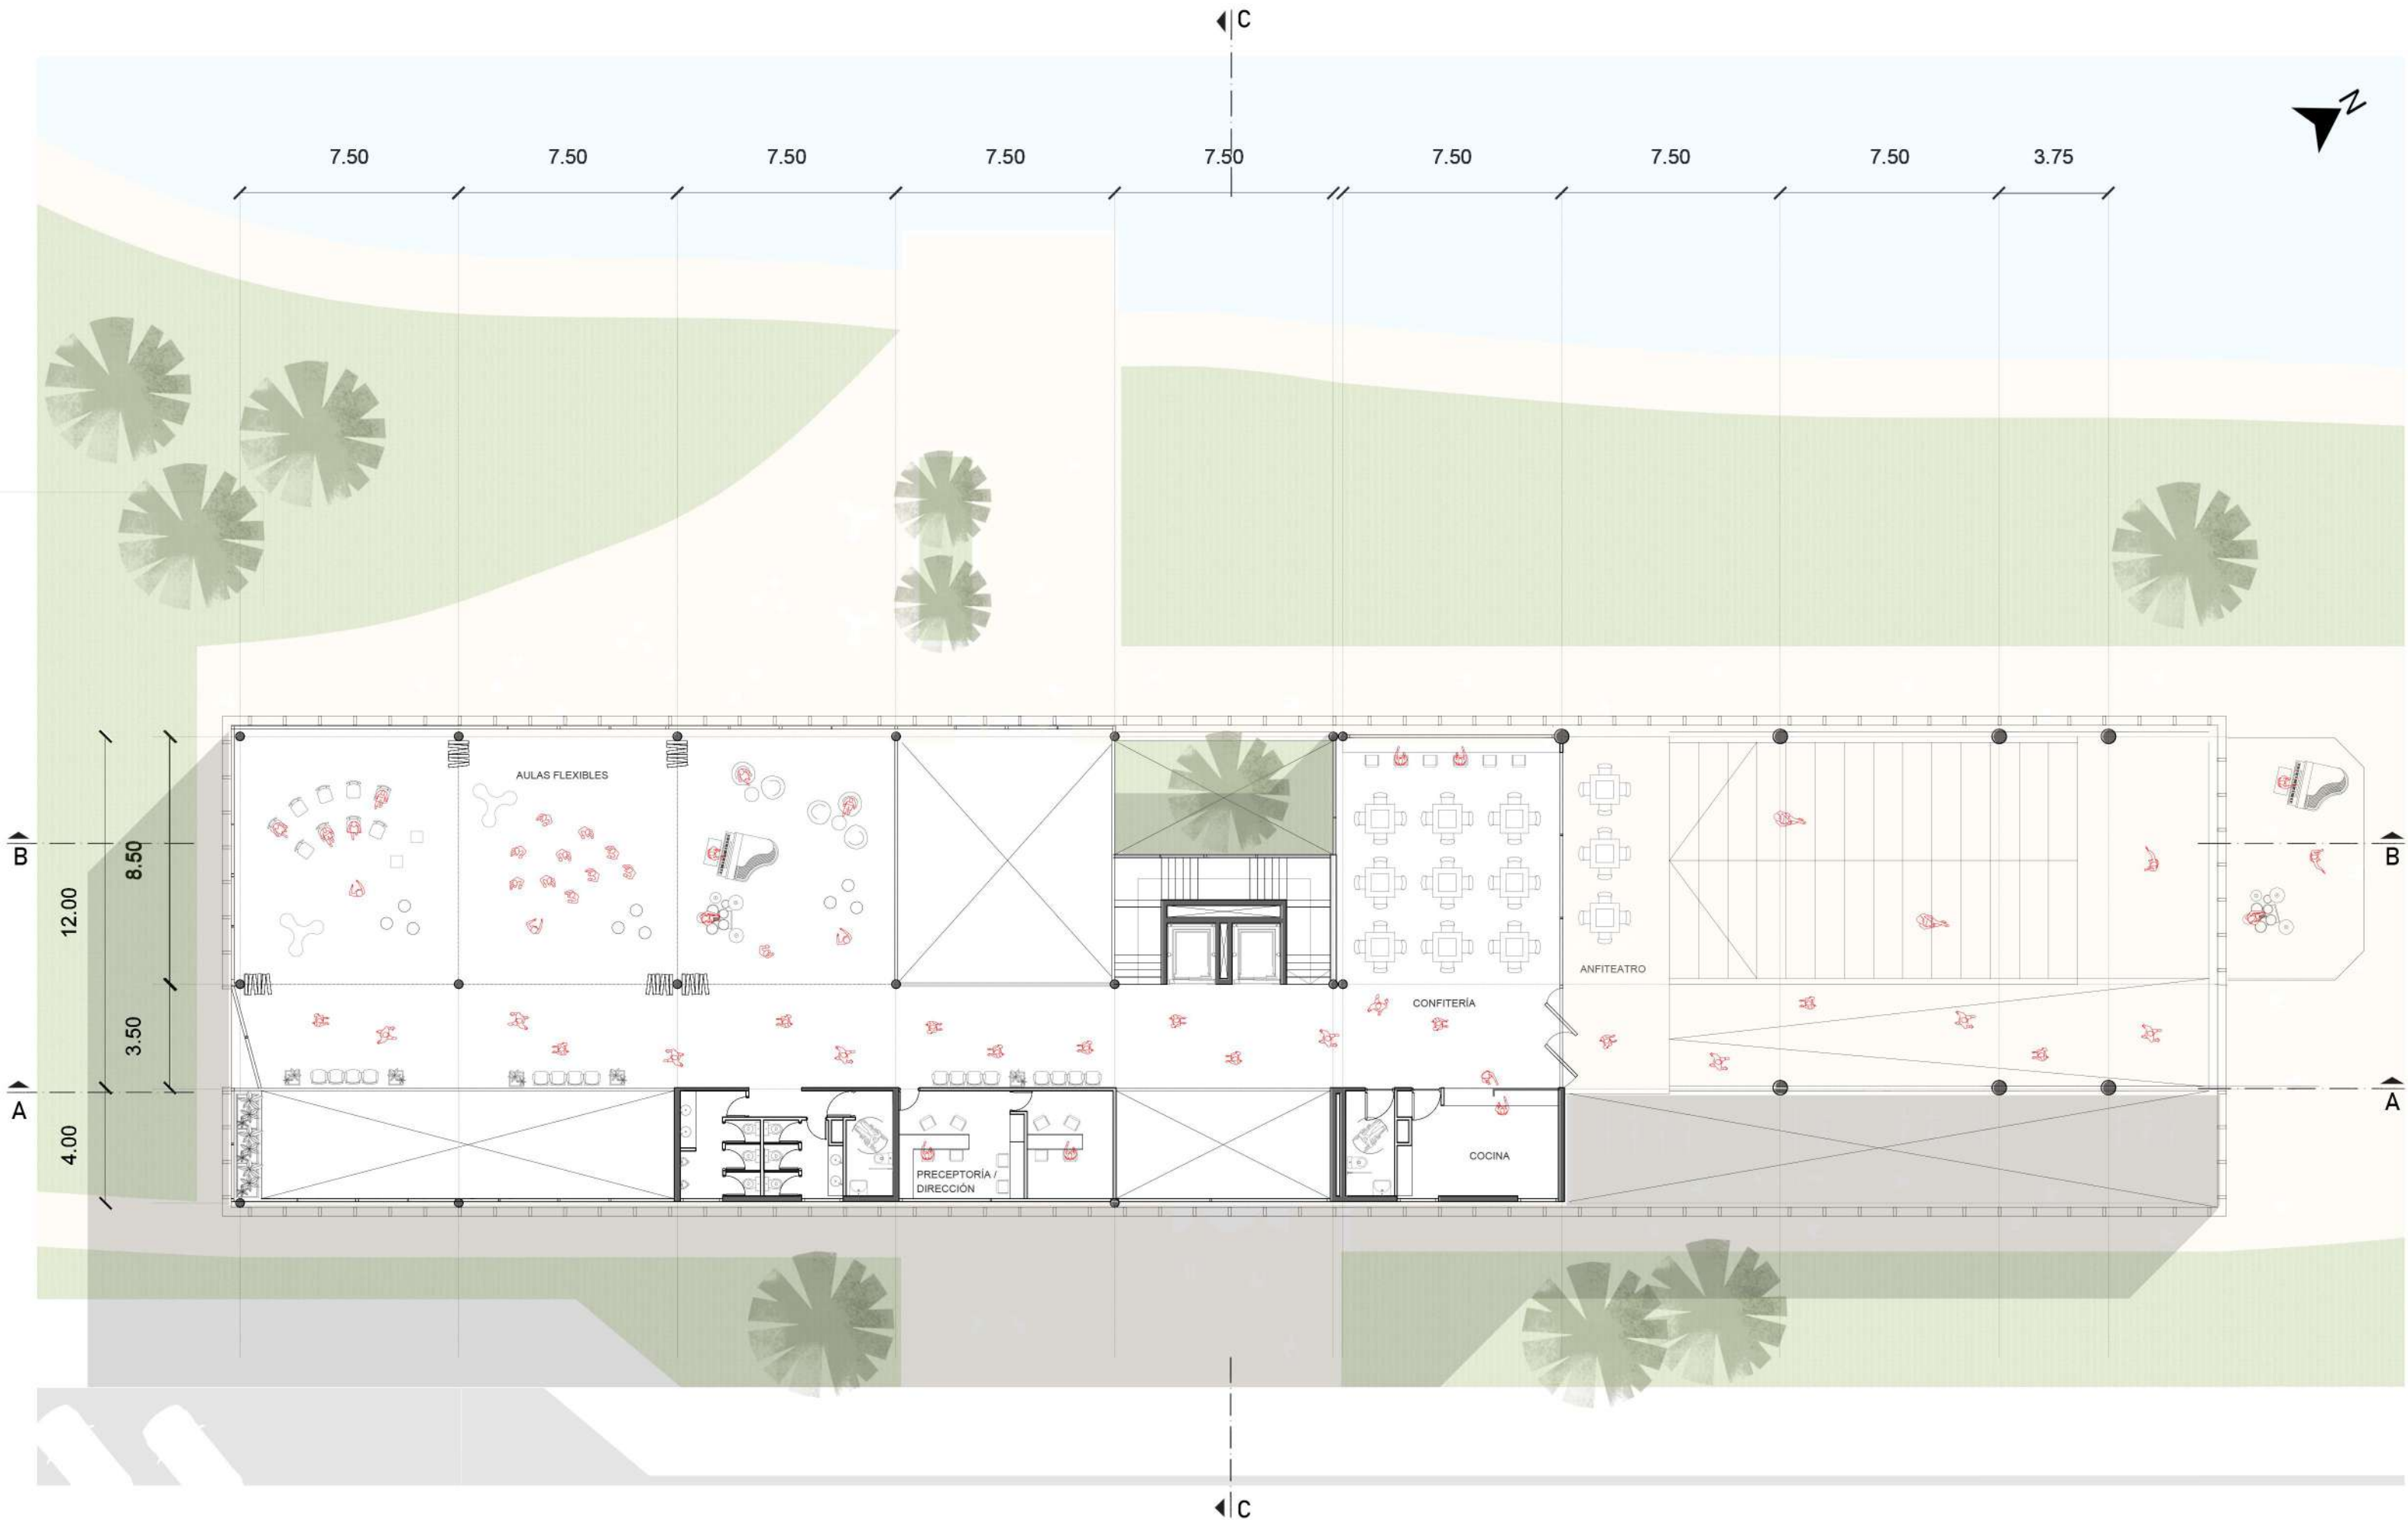 C
N
7.50
7.50
7.50
7.50
7.50
7.50
7.50
7.50
3.75
AULAS FLEXIBLES
B
8.50
B
12.00
ANFITEATRO
CONFITERÍA
3.50
A
A
4.00
COCINA
PRECEPTORÍA /
DIRECCIÓN
C